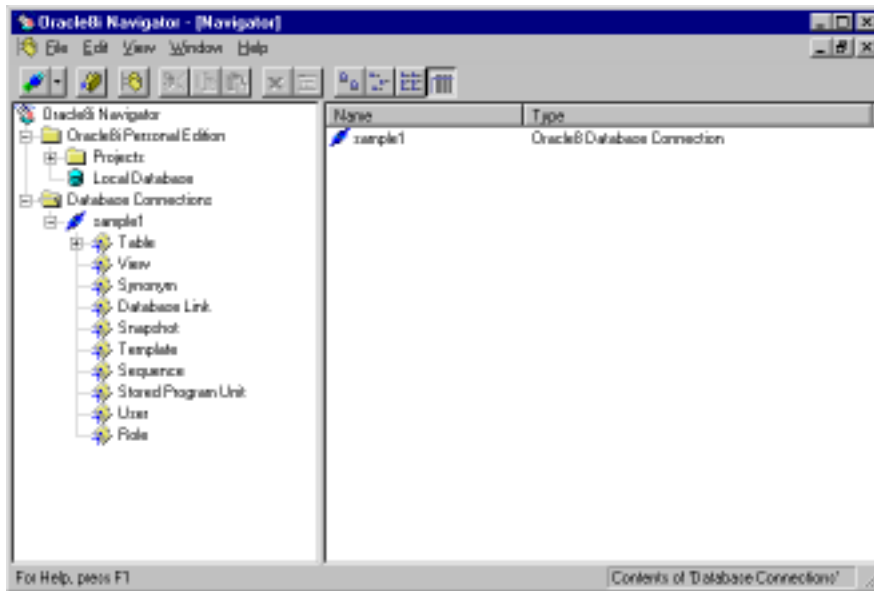 Oracle8i Navigator - [Navigator]
File Edit View Window Help
Oracle8i Navigator
Oracle8i Personal Edition
Projects
Local Database
Database Connections
sample1
Table
View
Synonym
Database Link
Snapshot
Template
Sequence
Stored Program Unit
User
Role
Name Type
sample1 Oracle8 Database Connection
For Help, press F1 Contents of 'Database Connections'